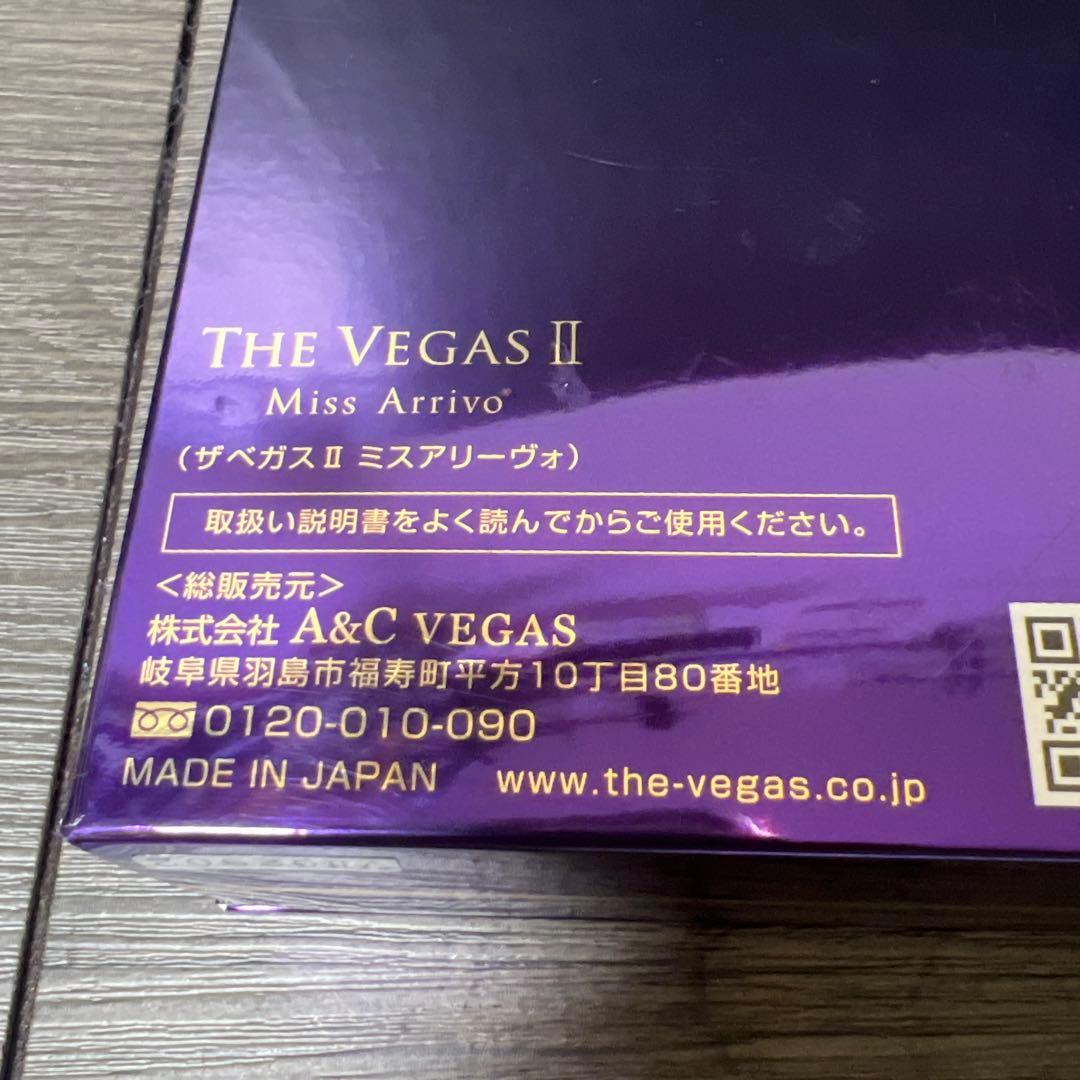 THE VEGAS Ⅱ
Miss Arrivo®
（ザベガスⅡ ミスアリーヴォ）
取扱い説明書をよく読んでからご使用ください。
＜総販売元＞
株式会社 A&C VEGAS
岐阜県羽島市福寿町平方10丁目80番地
0120-010-090
MADE IN JAPAN www.the-vegas.co.jp